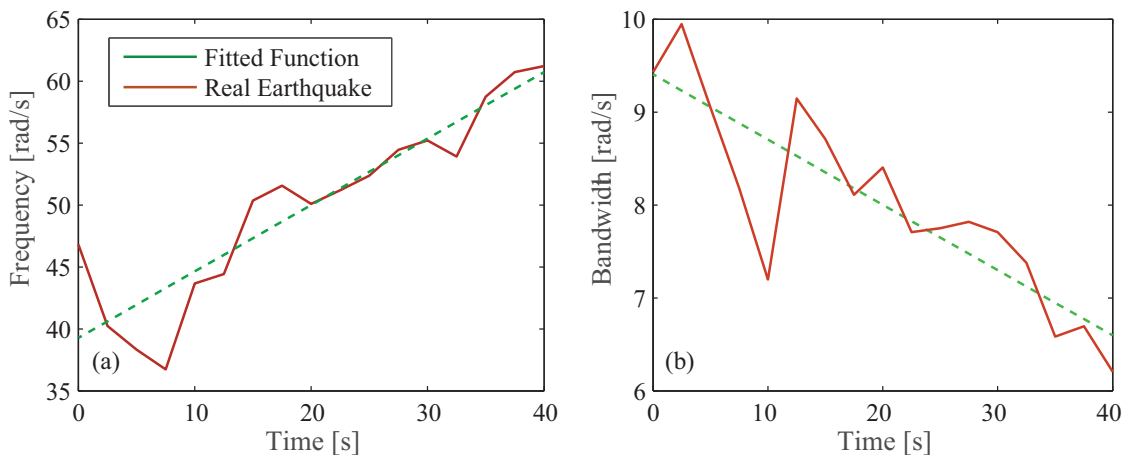 65
60
55
50
45
40
35
Frequency [rad/s]
Fitted Function
Real Earthquake
(a)
0
10
20
30
40
Time [s]
10
9
8
7
6
Bandwidth [rad/s]
(b)
0
10
20
30
40
Time [s]